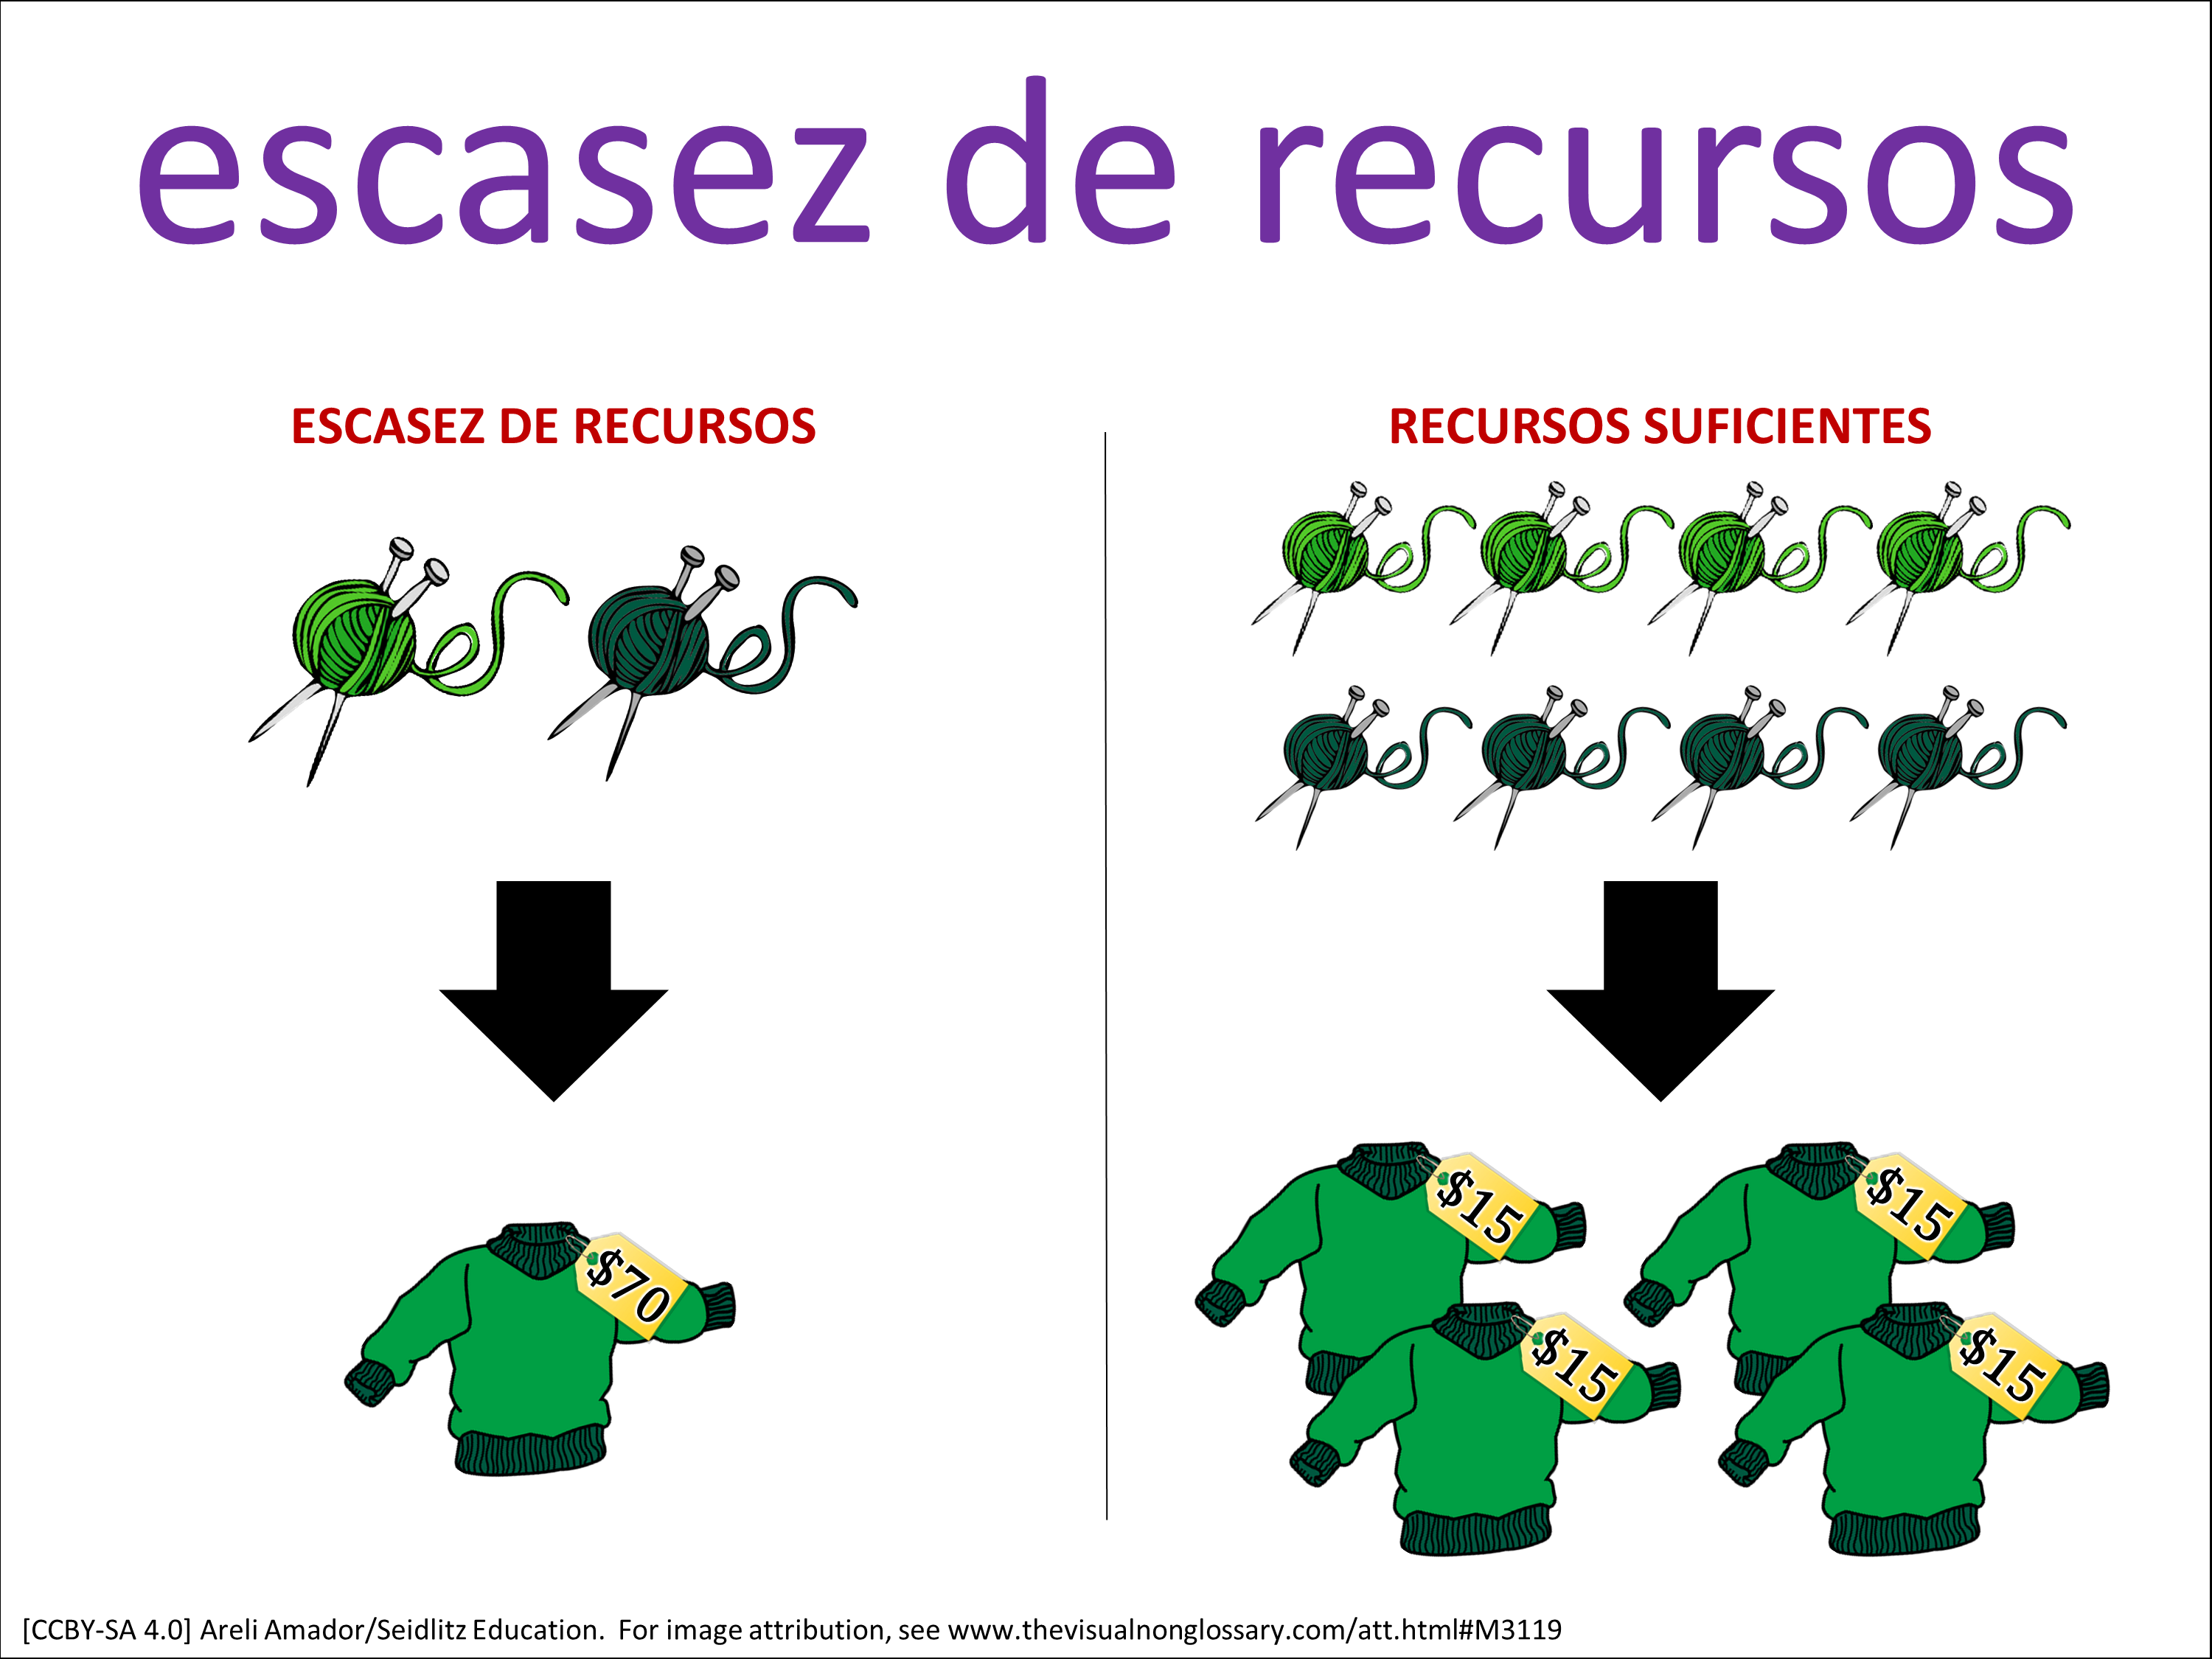 escasez de recursos
ESCASEZ DE RECURSOS
RECURSOS SUFICIENTES
$70
$15
$15
$15
$15
[CCBY-SA 4.0] Areli Amador/Seidlitz Education. For image attribution, see www.thevisualnonglossary.com/att.html#M3119